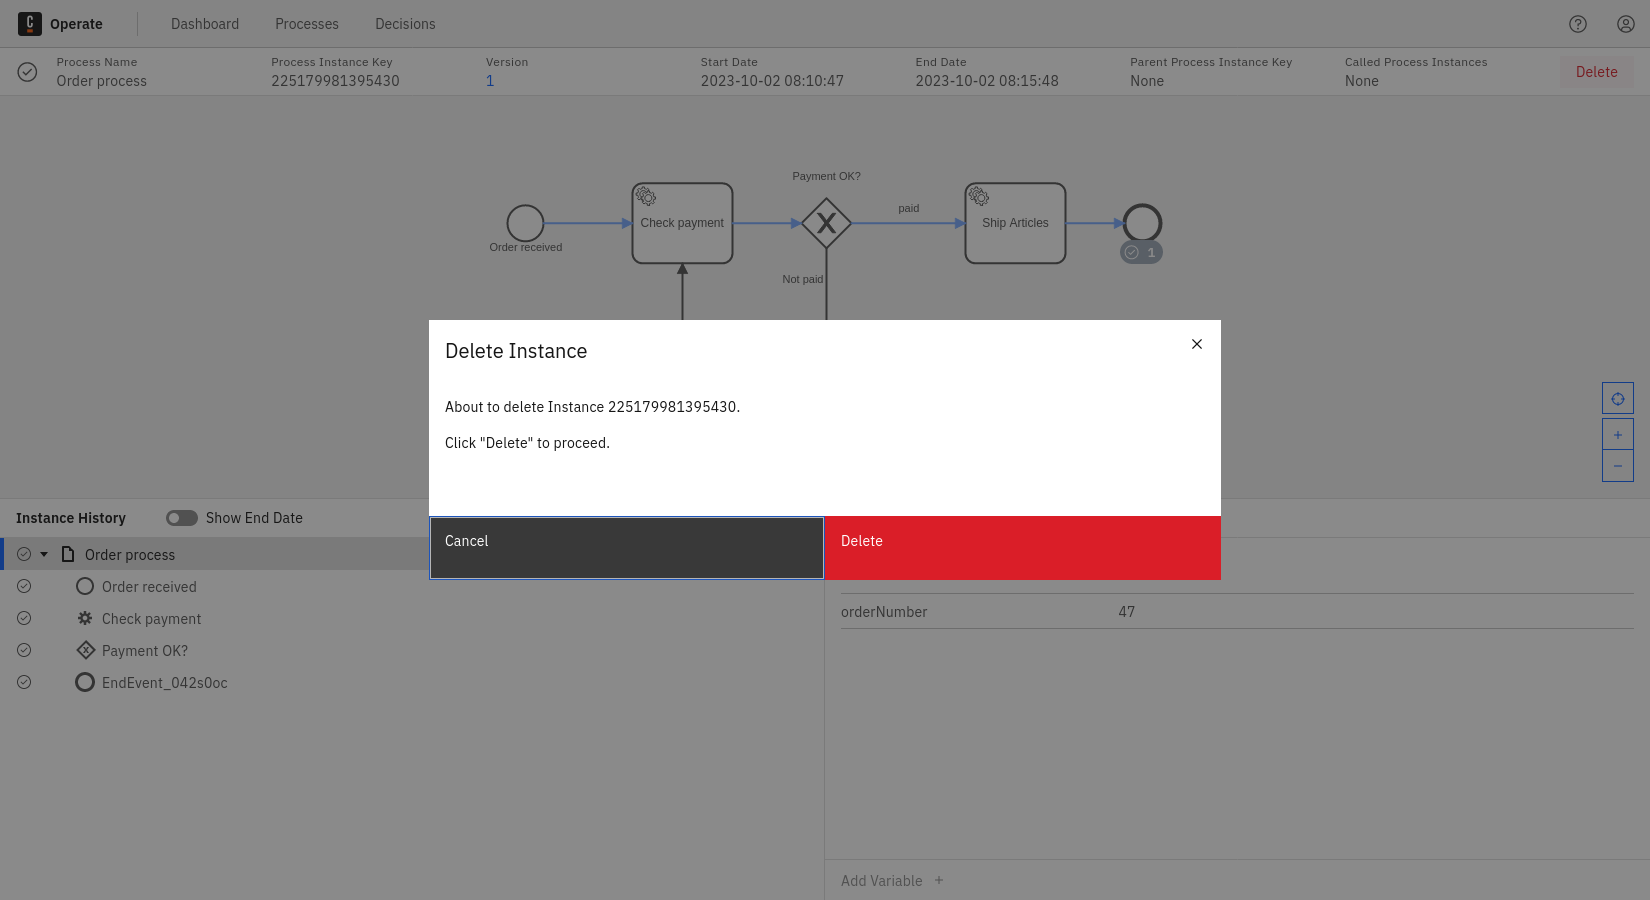 Operate
Dashboard
Processes
Decisions
Process Name
Order process
Process Instance Key
225179981395430
Version
1
Start Date
2023-10-02 08:10:47
End Date
2023-10-02 08:15:48
Parent Process Instance Key
None
Called Process Instances
None
Delete
Payment OK?
Check payment
paid
Ship Articles
Order received
1
Not paid
Delete Instance
About to delete Instance 225179981395430.
Click "Delete" to proceed.
Cancel
Delete
Instance History
Show End Date
Order process
Order received
Check payment
Payment OK?
EndEvent_042s0oc
orderNumber 47
Add Variable +